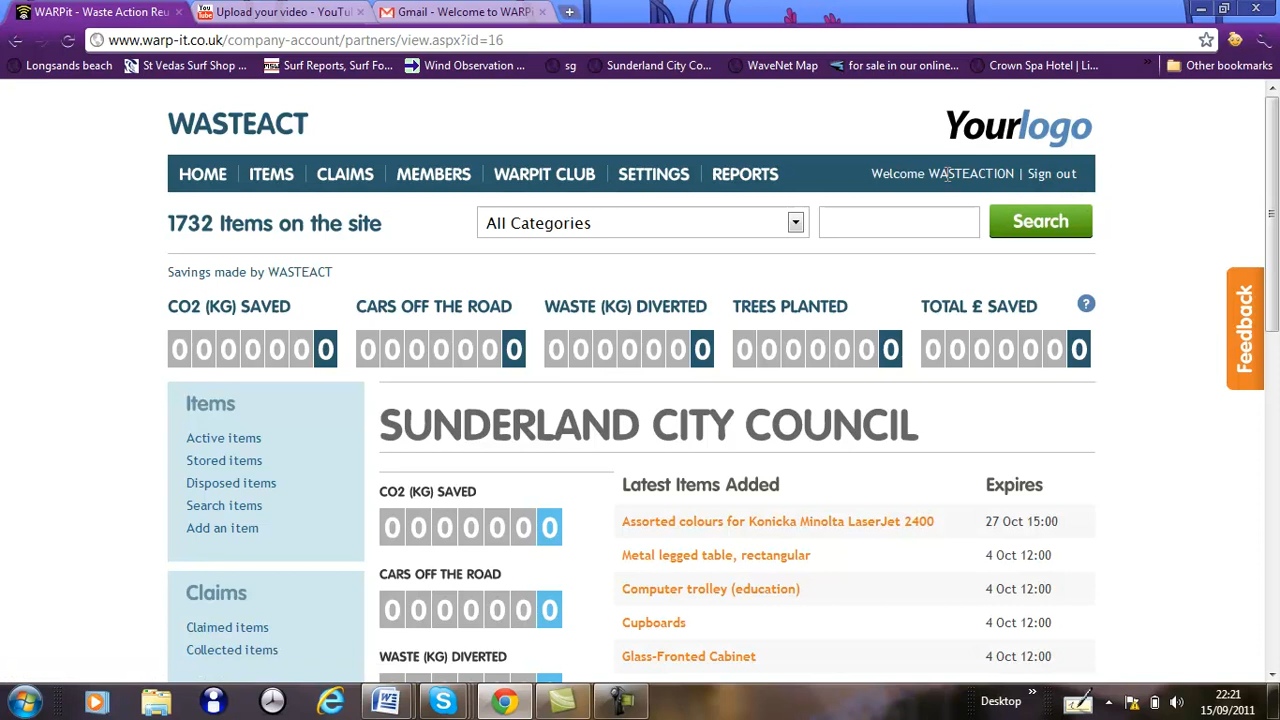 WARPit - Waste Action Reu
Upload your video - YouTu
Gmail - Welcome to WARPi
www.warp-it.co.uk/company-account/partners/view.aspx?id=16
Longsands beach
St Vedas Surf Shop ...
Surf Reports, Surf Fo...
Wind Observation ...
sg
Sunderland City Co...
WaveNet Map
for sale in our online...
Crown Spa Hotel | Li...
»
Other bookmarks
WASTEACT
Yourlogo
HOME | ITEMS | CLAIMS | MEMBERS | WARPIT CLUB | SETTINGS | REPORTS
Welcome WASTEACTION | Sign out
1732 Items on the site
All Categories
Search
Savings made by WASTEACT
CO2 (KG) SAVED
CARS OFF THE ROAD
WASTE (KG) DIVERTED
TREES PLANTED
TOTAL £ SAVED
?
0000000
0000000
0000000
0000000
0000000
Feedback
Items
Active items
Stored items
Disposed items
Search items
Add an item
Claims
Claimed items
Collected items
SUNDERLAND CITY COUNCIL
CO2 (KG) SAVED
0000000
CARS OFF THE ROAD
0000000
WASTE (KG) DIVERTED
Latest Items Added Expires
Assorted colours for Konicka Minolta LaserJet 2400 27 Oct 15:00
Metal legged table, rectangular 4 Oct 12:00
Computer trolley (education) 4 Oct 12:00
Cupboards 4 Oct 12:00
Glass-Fronted Cabinet 4 Oct 12:00
Desktop »
22:21
15/09/2011